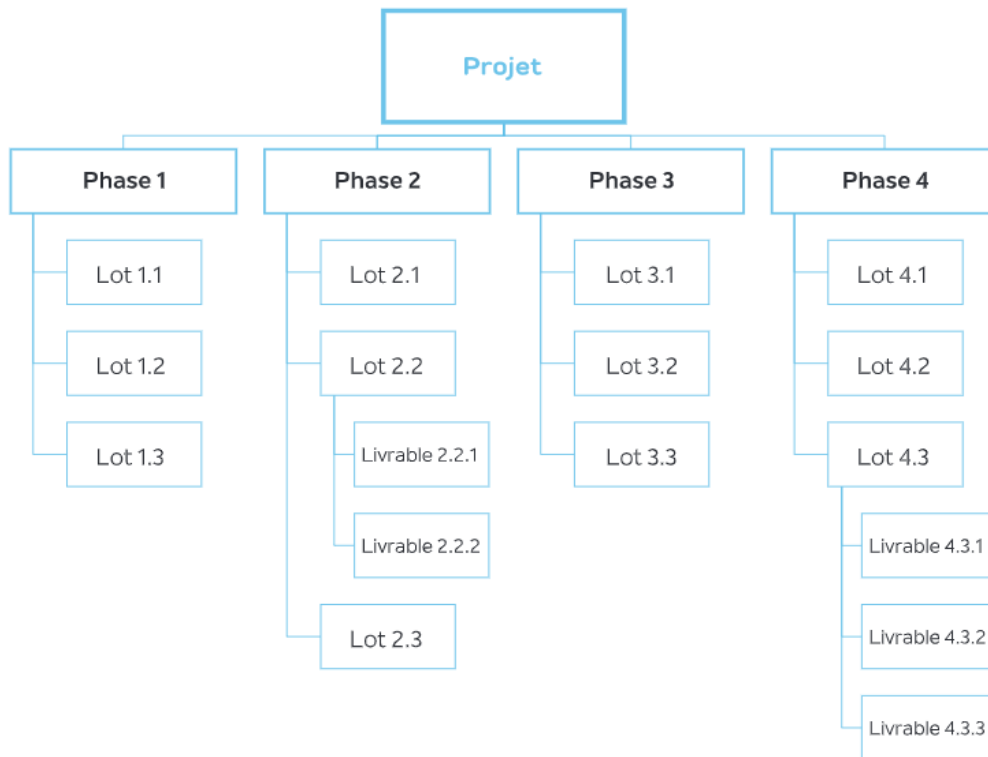 Projet
Phase 1
Phase 2
Phase 3
Phase 4
Lot 1.1
Lot 2.1
Lot 3.1
Lot 4.1
Lot 1.2
Lot 2.2
Lot 3.2
Lot 4.2
Lot 1.3
Livrable 2.2.1
Lot 3.3
Lot 4.3
Livrable 2.2.2
Livrable 4.3.1
Lot 2.3
Livrable 4.3.2
Livrable 4.3.3